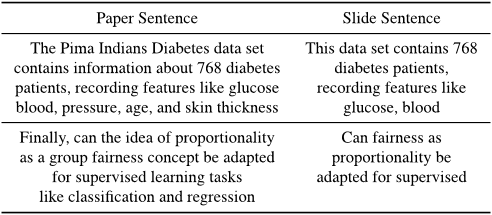 Paper Sentence
Slide Sentence
The Pima Indians Diabetes data set
contains information about 768 diabetes
patients, recording features like glucose
blood, pressure, age, and skin thickness
This data set contains 768
diabetes patients,
recording features like
glucose, blood
Finally, can the idea of proportionality
as a group fairness concept be adapted
for supervised learning tasks
like classification and regression
Can fairness as
proportionality be
adapted for supervised